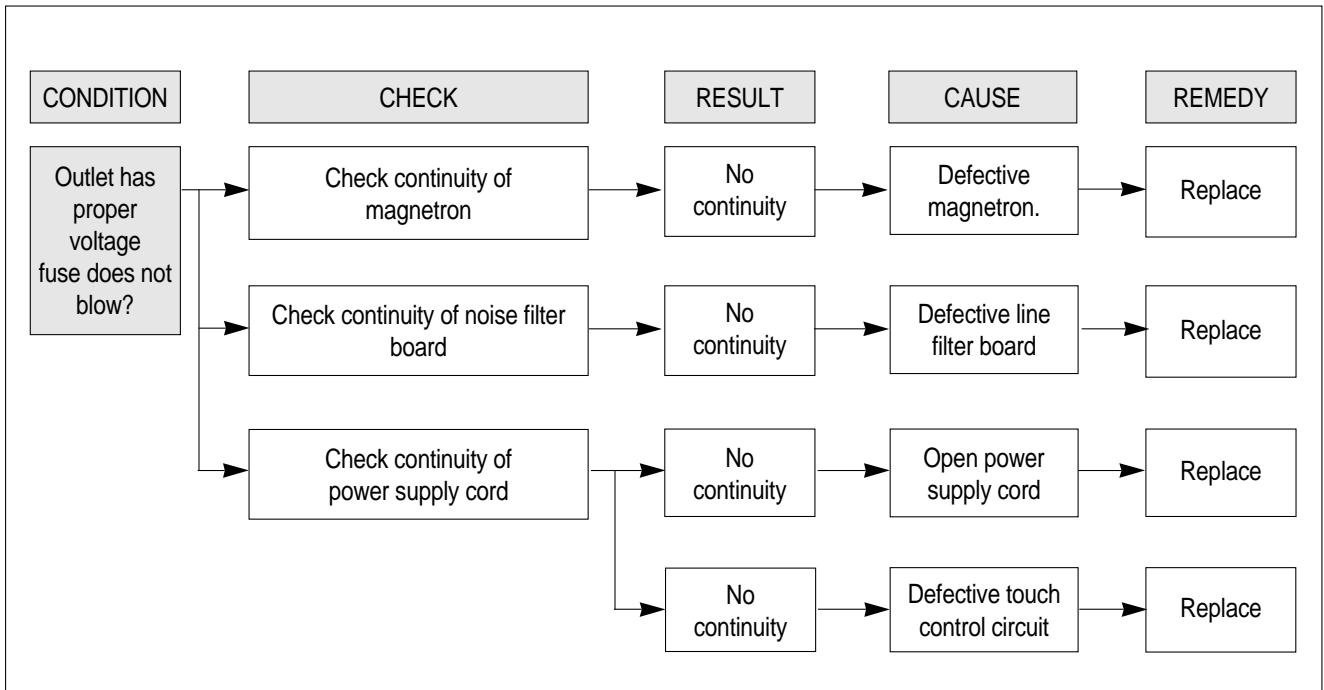 CONDITION
CHECK
RESULT
CAUSE
REMEDY
Outlet has
proper
voltage
fuse does not
blow?
Check continuity of
magnetron
No
continuity
Defective
magnetron.
Replace
Check continuity of noise filter
board
No
continuity
Defective line
filter board
Replace
Check continuity of
power supply cord
No
continuity
Open power
supply cord
Replace
No
continuity
Defective touch
control circuit
Replace